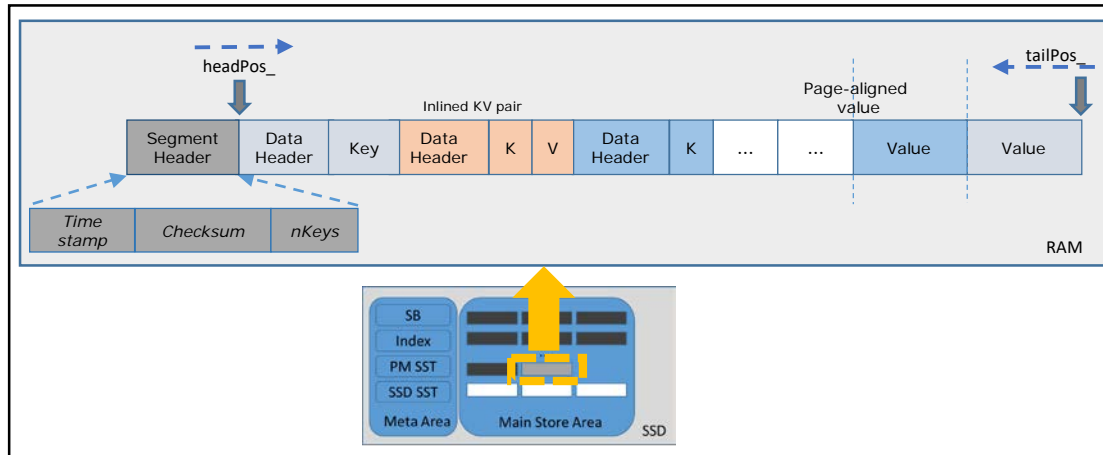 headPos_
tailPos_
Inlined KV pair
Page-aligned
value
Segment
Header
Data
Header
Key
Data
Header
K
V
Data
Header
K
...
...
Value
Value
Time
stamp
Checksum
nKeys
RAM
SB
Index
PM SST
SSD SST
Meta Area
Main Store Area
SSD